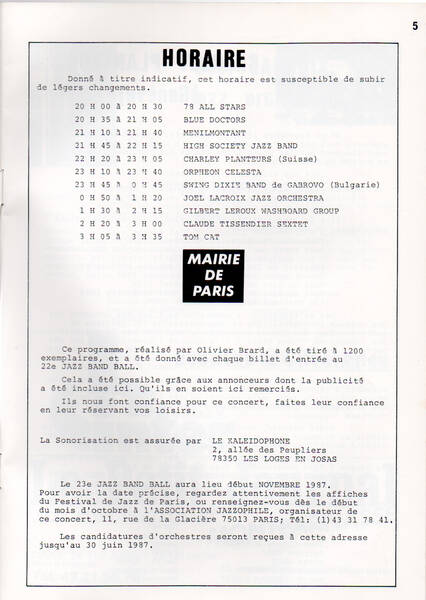 5
HORAIRE
Donné à titre indicatif, cet horaire est susceptible de subir
de légers changements.
20 H 00 à 20 H 30 78 ALL STARS
20 H 35 à 21 H 05 BLUE DOCTORS
21 H 10 à 21 H 40 MENILMONTANT
21 H 45 à 22 H 15 HIGH SOCIETY JAZZ BAND
22 H 20 à 23 H 05 CHARLEY PLANTEURS (Suisse)
23 H 10 à 23 H 40 ORPHEON CELESTA
23 H 45 à 0 H 45 SWING DIXIE BAND de GABROVO (Bulgarie)
0 H 50 à 1 H 20 JOEL LACROIX JAZZ ORCHESTRA
1 H 30 à 2 H 15 GILBERT LEROUX WASHBOARD GROUP
2 H 20 à 3 H 00 CLAUDE TISSENDIER SEXTET
3 H 05 à 3 H 35 TOM CAT
MAIRIE
DE
PARIS
Ce programme, réalisé par Olivier Brard, a été tiré à 1200
exemplaires, et a été donné avec chaque billet d'entrée au
22e JAZZ BAND BALL.
Cela a été possible grâce aux annonceurs dont la publicité
a été incluse ici. Qu'ils en soient ici remerciés.
Ils nous font confiance pour ce concert, faites leur confiance
en leur réservant vos loisirs.
La Sonorisation est assurée par LE KALEIDOPHONE
2, allée des Peupliers
78350 LES LOGES EN JOSAS
Le 23e JAZZ BAND BALL aura lieu début NOVEMBRE 1987.
Pour avoir la date précise, regardez attentivement les affiches
du Festival de Jazz de Paris, ou renseignez-vous dès le début
du mois d'octobre à l'ASSOCIATION JAZZOPHILE, organisateur de
ce concert, 11, rue de la Glacière 75013 PARIS; Tél: (1)43 31 78 41.
Les candidatures d'orchestres seront reçues à cette adresse
jusqu'au 30 juin 1987.